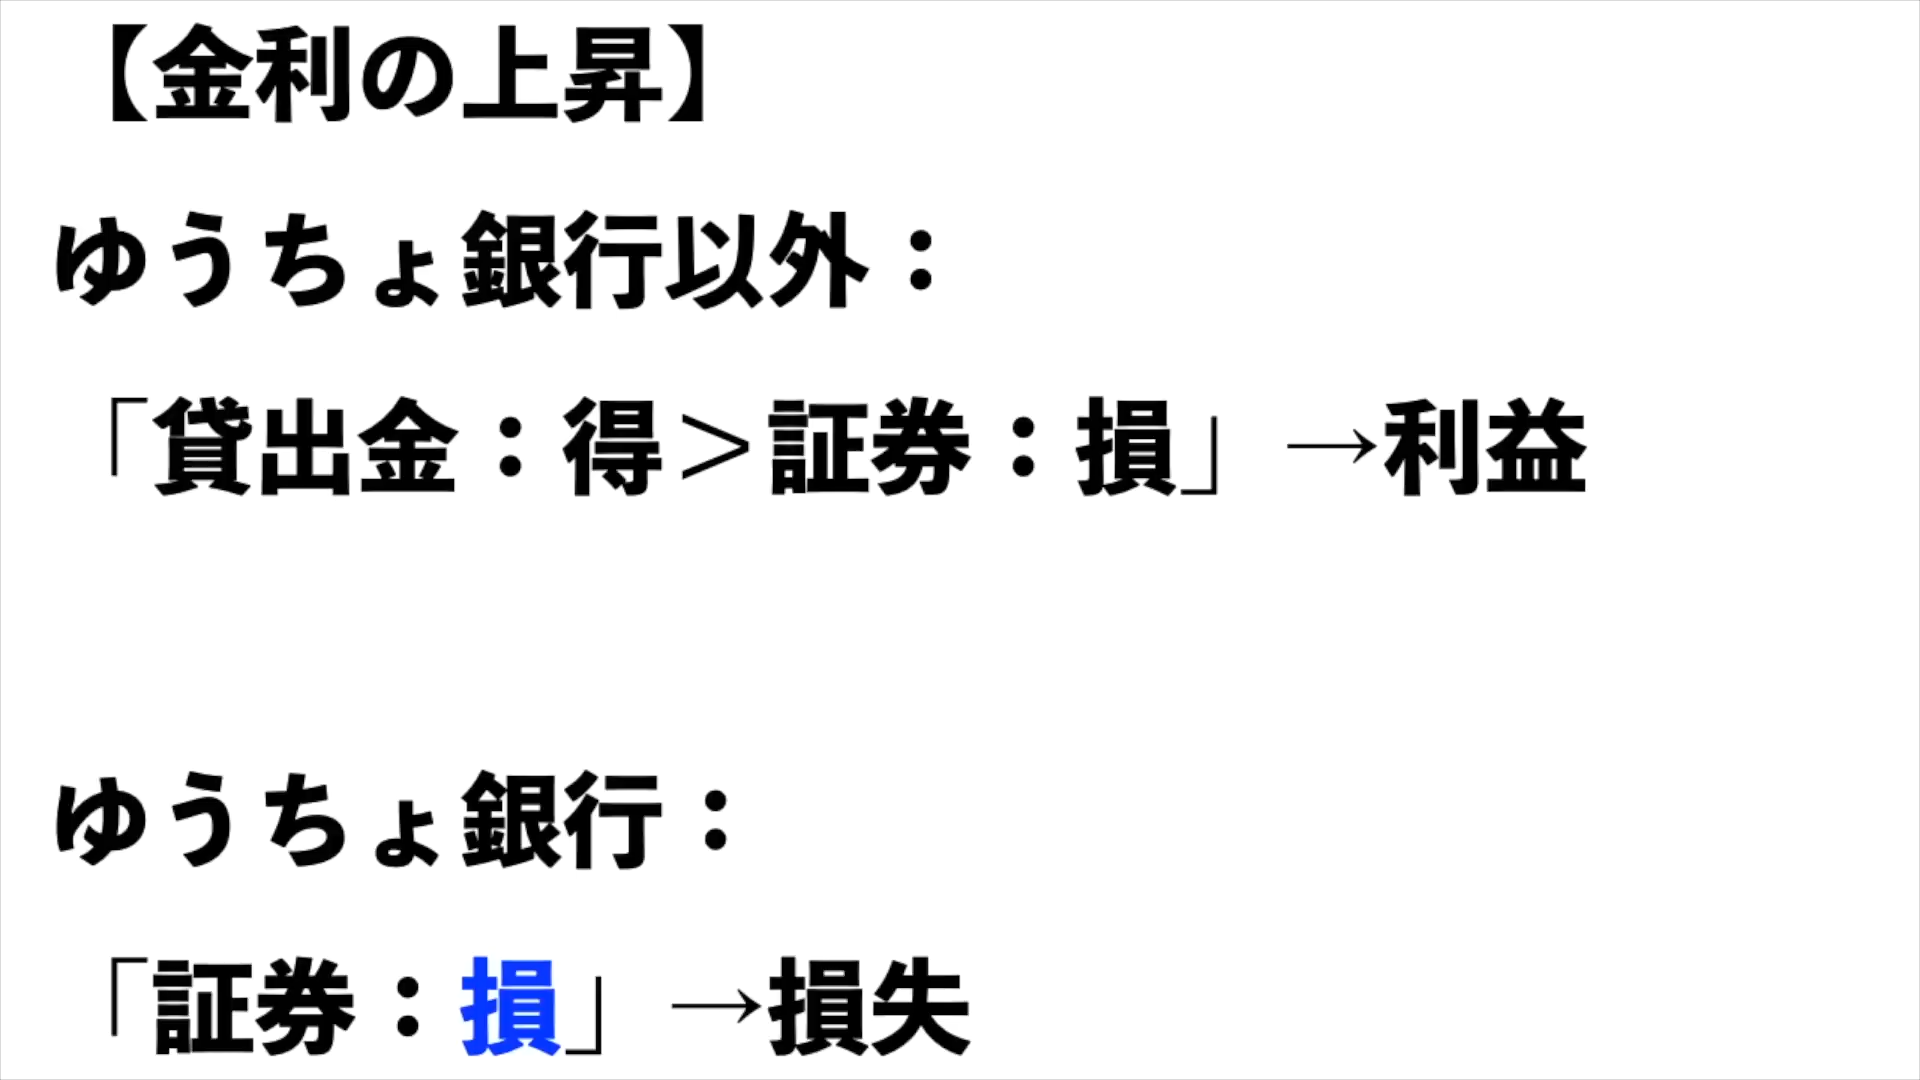 【金利の上昇】
ゆうちょ銀行以外：
「貸出金：得＞証券：損」→利益
ゆうちょ銀行：
「証券：損」→損失